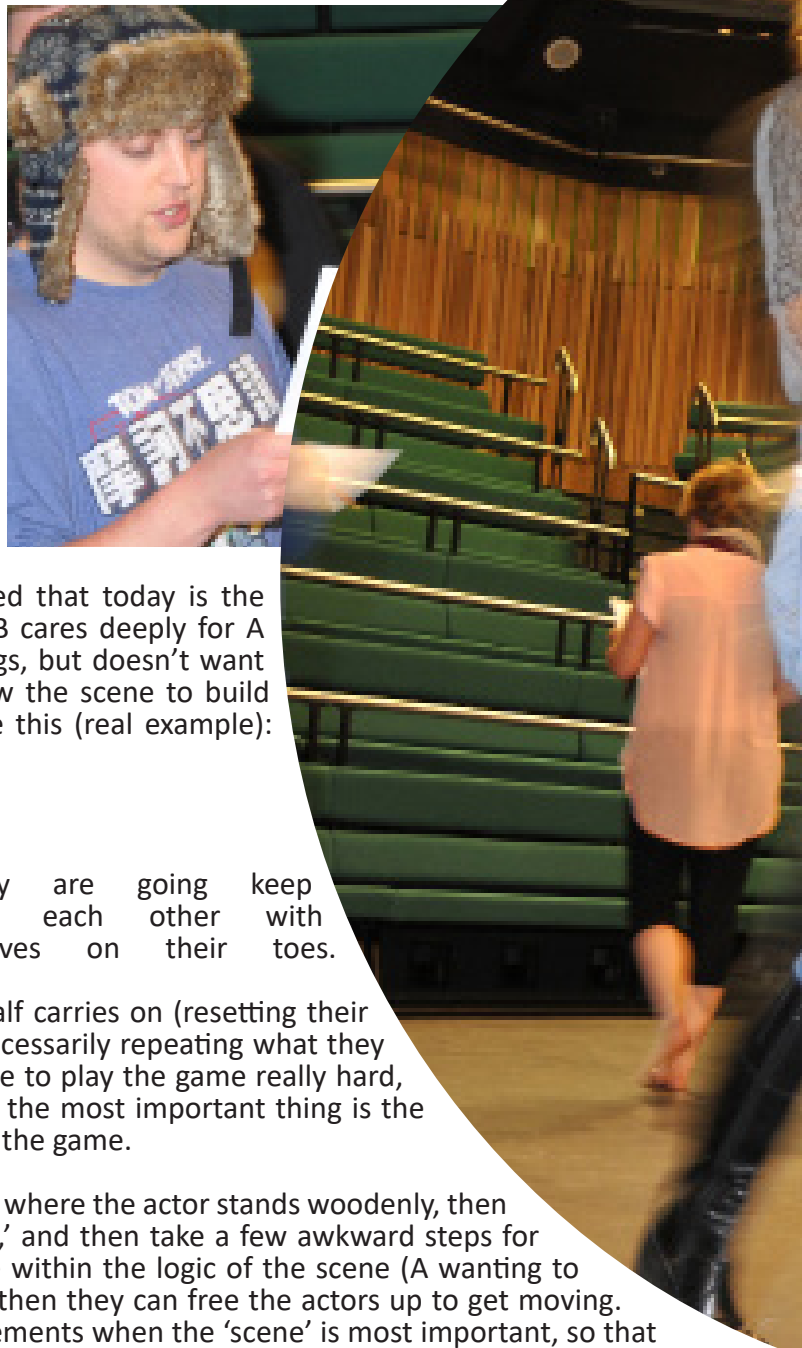 ed that today is the
B cares deeply for A
gs, but doesn’t want
w the scene to build
e this (real example):
y are going keep
each other with
ves on their toes.
alf carries on (resetting their
cessarily repeating what they
e to play the game really hard,
the most important thing is the
the game.
where the actor stands woodenly, then
,’ and then take a few awkward steps for
within the logic of the scene (A wanting to
then they can free the actors up to get moving.
ements when the ‘scene’ is most important, so that